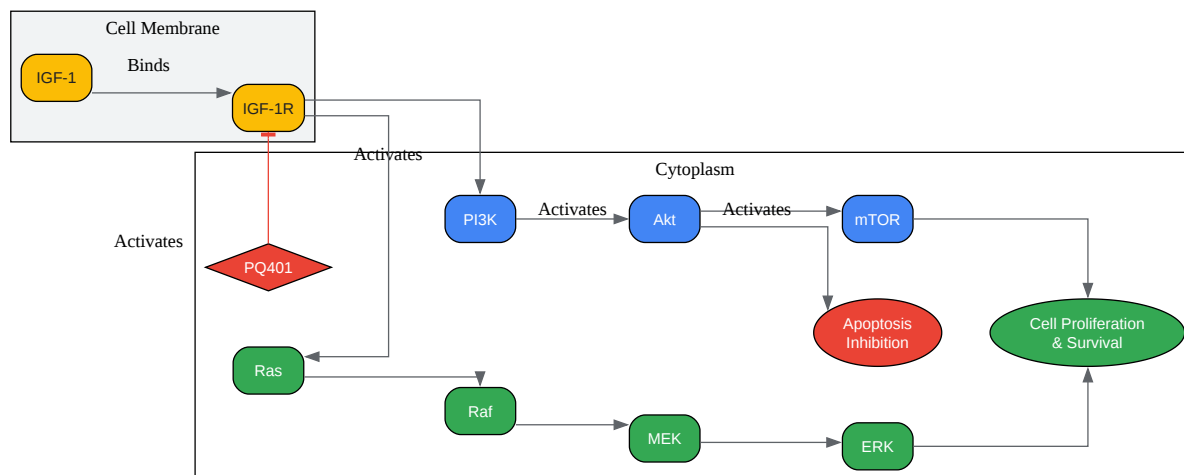 Cell Membrane
IGF-1
Binds
IGF-1R
Activates
Cytoplasm
PI3K
Activates
Akt
Activates
mTOR
Activates
PQ401
Apoptosis
Inhibition
Cell Proliferation
& Survival
Ras
Raf
MEK
ERK